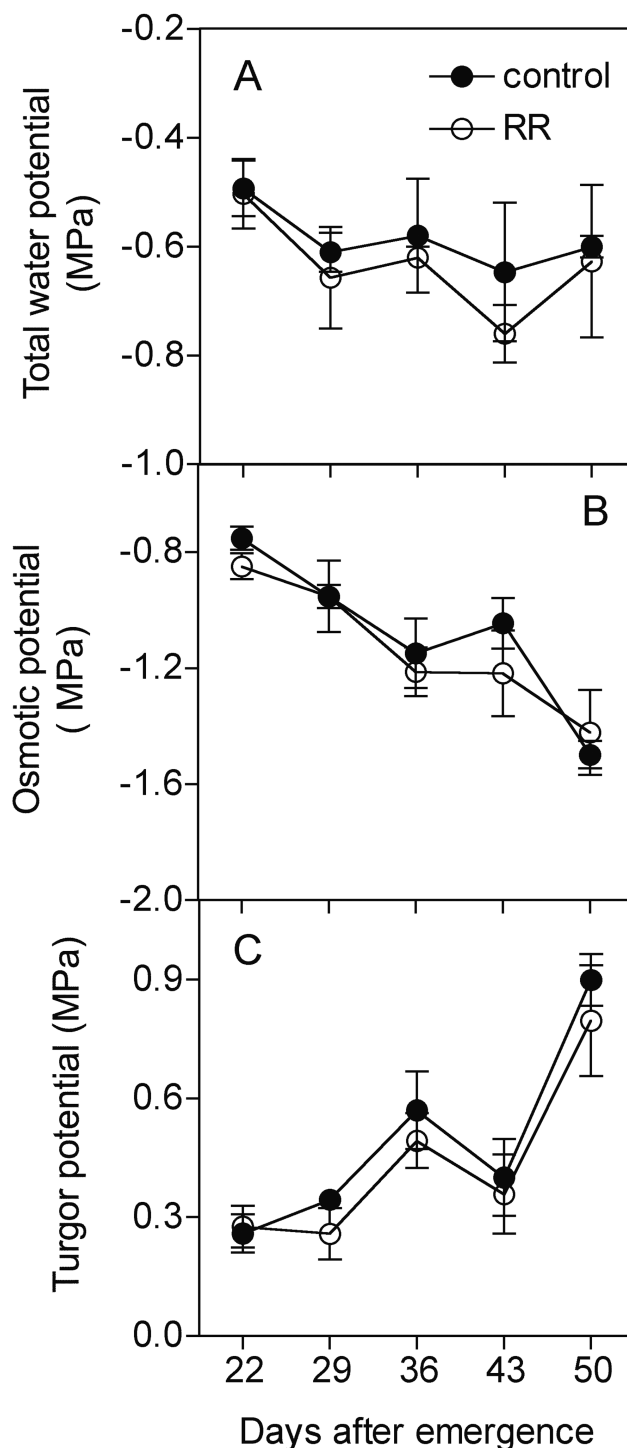 -0.2
A
control
RR
-0.4
-0.6
-0.8
-1.0
Total water potential
(MPa)
B
-0.8
-1.2
-1.6
-2.0
Osmotic potential
( MPa)
C
0.9
0.6
0.3
0.0
Turgor potential (MPa)
22 29 36 43 50
Days after emergence